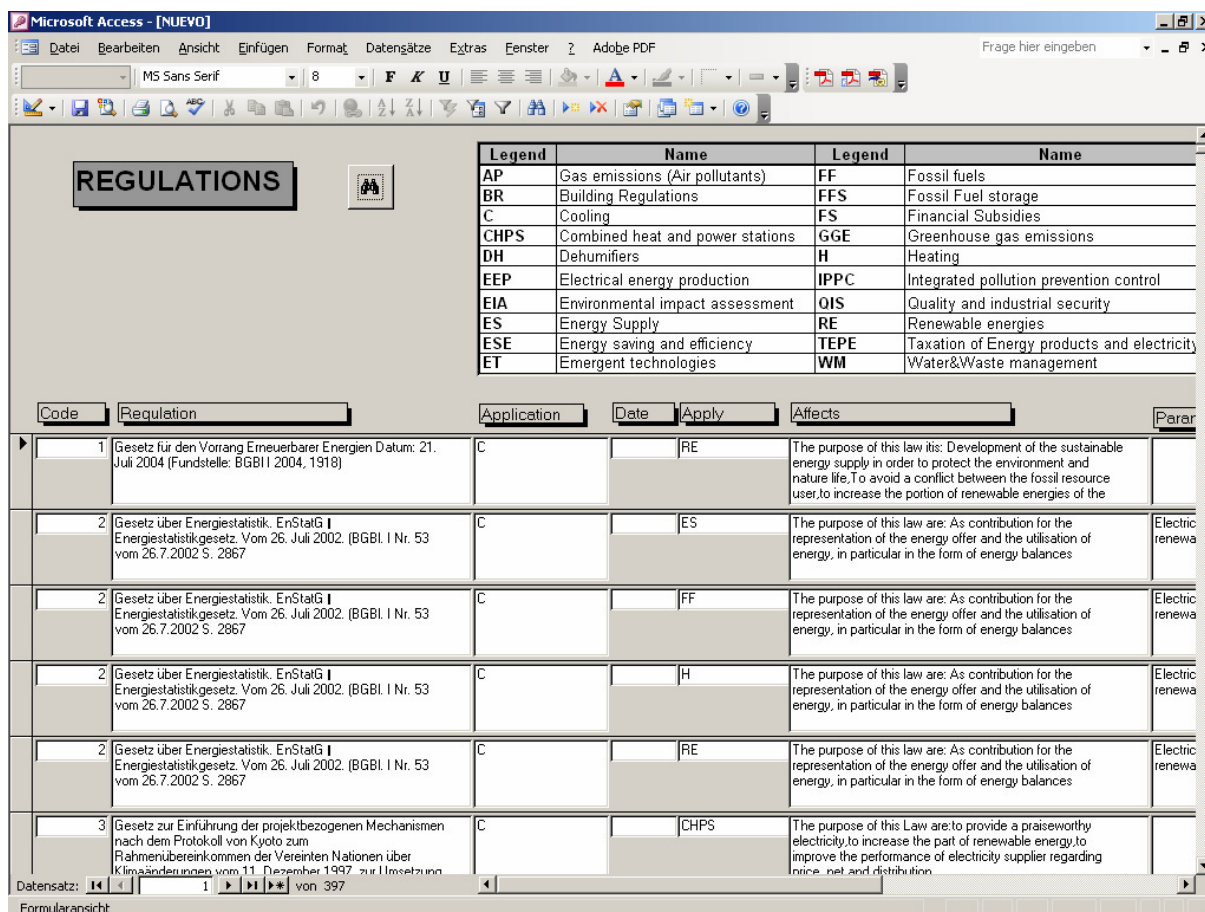 Microsoft Access - [NUEVO]
Datei Bearbeiten Ansicht Einfügen Format Datensätze Extras Fenster ? Adobe PDF Frage hier eingeben
MS Sans Serif 8 F K U
REGULATIONS
Legend Name Legend Name
AP Gas emissions (Air pollutants) FF Fossil fuels
BR Building Regulations FFS Fossil Fuel storage
C Cooling FS Financial Subsidies
CHPS Combined heat and power stations GGE Greenhouse gas emissions
DH Dehumifiers H Heating
EEP Electrical energy production IPPC Integrated pollution prevention control
EIA Environmental impact assessment QIS Quality and industrial security
ES Energy Supply RE Renewable energies
ESE Energy saving and efficiency TEPE Taxation of Energy products and electricity
ET Emergent technologies WM Water&Waste management
Code Regulation Application Date Apply Affects Parar
1 Gesetz für den Vorrang Erneuerbarer Energien Datum: 21. C RE The purpose of this law itis: Development of the sustainable
Juli 2004 (Fundstelle: BGBl I 2004, 1918) energy supply in order to protect the environment and
nature life,To avoid a conflict between the fossil resource
user,to increase the portion of renewable energies of the
2 Gesetz über Energiestatistik. EnStatG | C ES The purpose of this law are: As contribution for the Electric
Energiestatistikgesetz. Vom 26. Juli 2002. (BGBl. I Nr. 53 representation of the energy offer and the utilisation of renewa
vom 26.7.2002 S. 2867 energy, in particular in the form of energy balances
2 Gesetz über Energiestatistik. EnStatG | C FF The purpose of this law are: As contribution for the Electric
Energiestatistikgesetz. Vom 26. Juli 2002. (BGBl. I Nr. 53 representation of the energy offer and the utilisation of renewa
vom 26.7.2002 S. 2867 energy, in particular in the form of energy balances
2 Gesetz über Energiestatistik. EnStatG | C H The purpose of this law are: As contribution for the Electric
Energiestatistikgesetz. Vom 26. Juli 2002. (BGBl. I Nr. 53 representation of the energy offer and the utilisation of renewa
vom 26.7.2002 S. 2867 energy, in particular in the form of energy balances
2 Gesetz über Energiestatistik. EnStatG | C RE The purpose of this law are: As contribution for the Electric
Energiestatistikgesetz. Vom 26. Juli 2002. (BGBl. I Nr. 53 representation of the energy offer and the utilisation of renewa
vom 26.7.2002 S. 2867 energy, in particular in the form of energy balances
3 Gesetz zur Einführung der projektbezogenen Mechanismen C CHPS The purpose of this Law are:to provide a praiseworthy
nach dem Protokoll von Kyoto zum electricity,to increase the part of renewable energy,to
Rahmenübereinkommen der Vereinten Nationen über improve the performance of electricity supplier regarding
Klimaänderungen vom 11. Dezember 1997, zur Umsetzung price, net and distribution
Datensatz: 1 von 397
Formularansicht